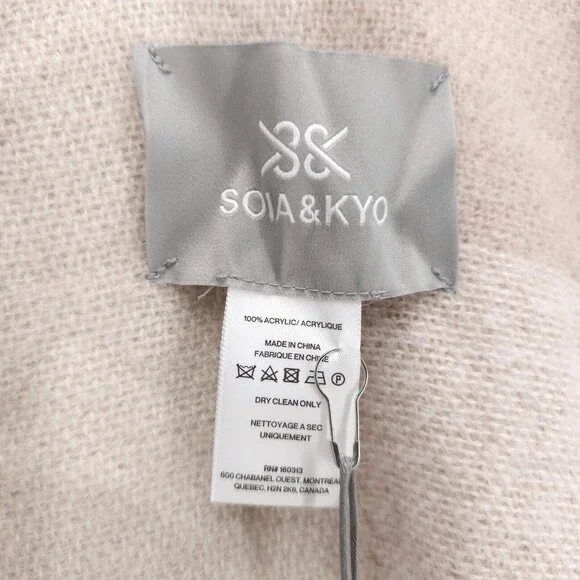 SOIA&KYO
100% ACRYLIC/ ACRYLIQUE
MADE IN CHINA
FABRIQUE EN CHINE
P
DRY CLEAN ONLY
NETTOYAGE A SEC
UNIQUEMENT
RN# 160313
600 CHABANEL OUEST, MONTREAL
QUEBEC, H2N 2K6, CANADA